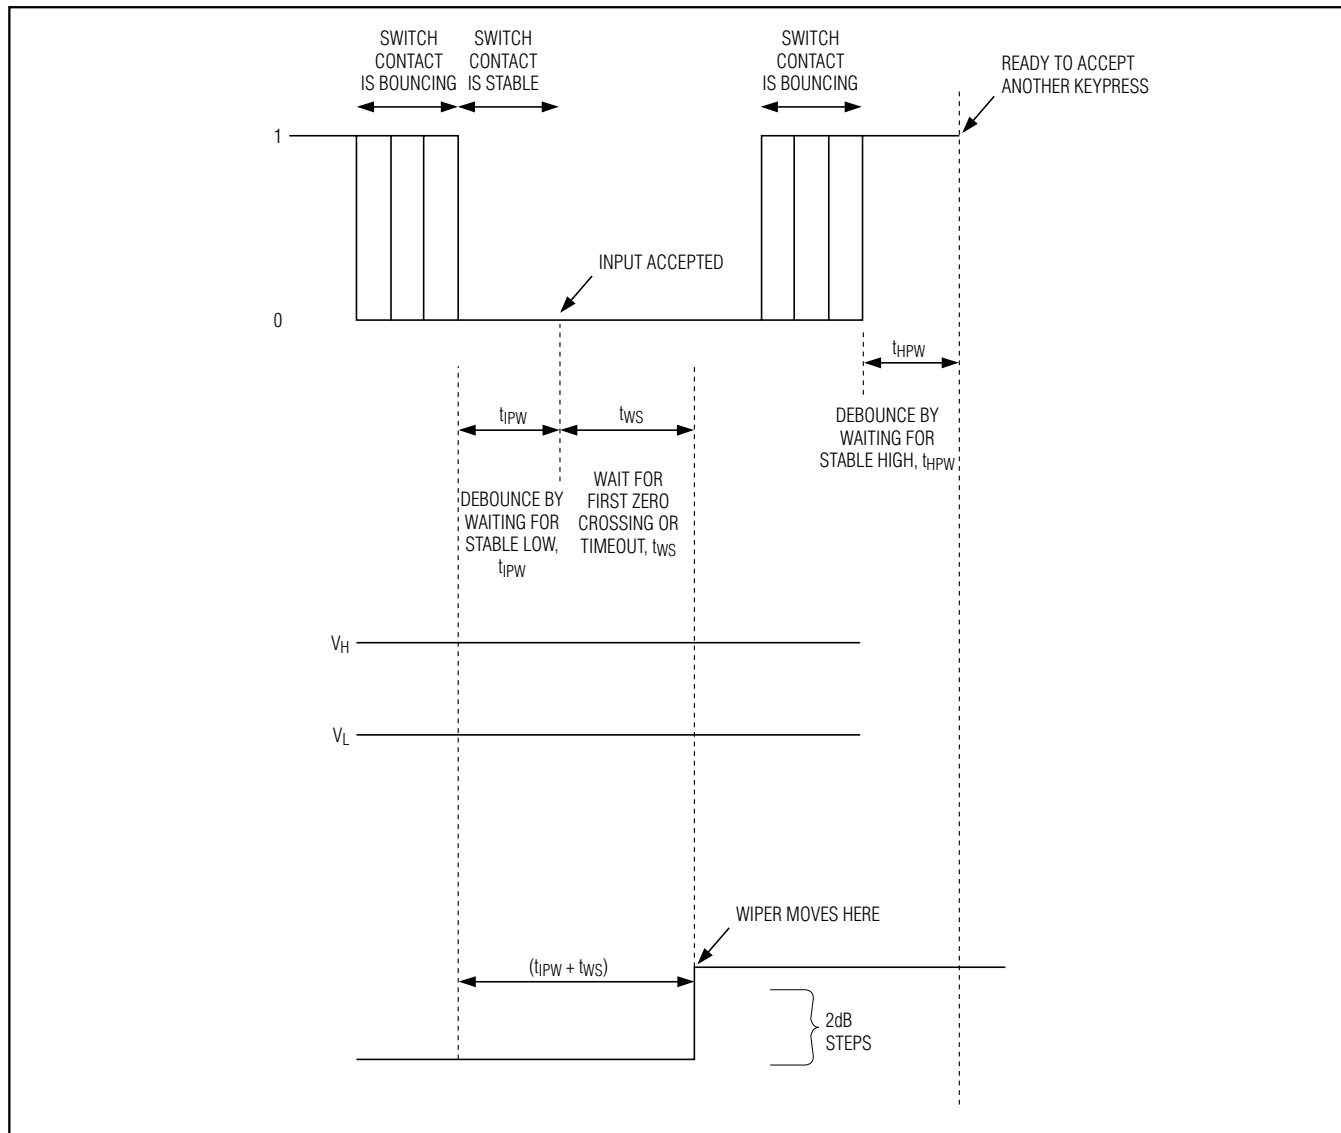 SWITCH
CONTACT
IS BOUNCING
SWITCH
CONTACT
IS STABLE
SWITCH
CONTACT
IS BOUNCING
READY TO ACCEPT
ANOTHER KEYPRESS
1
INPUT ACCEPTED
0
tHPW
tIPW
tWS
DEBOUNCE BY
WAITING FOR
STABLE HIGH, tHPW
DEBOUNCE BY
WAITING FOR
STABLE LOW,
tIPW
WAIT FOR
FIRST ZERO
CROSSING OR
TIMEOUT, tWS
VH
VL
WIPER MOVES HERE
(tIPW + tWS)
2dB
STEPS